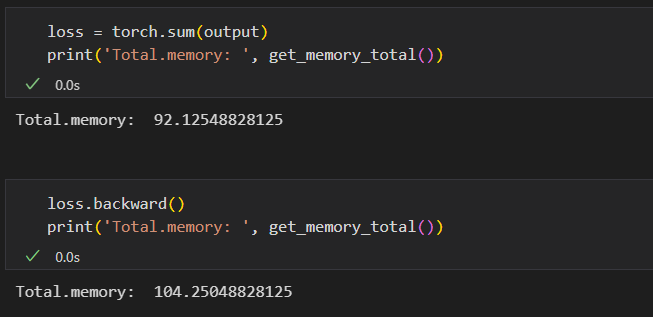 loss = torch.sum(output)
print('Total.memory: ', get_memory_total())
0.0s
Total.memory:  92.12548828125
loss.backward()
print('Total.memory: ', get_memory_total())
0.0s
Total.memory:  104.25048828125